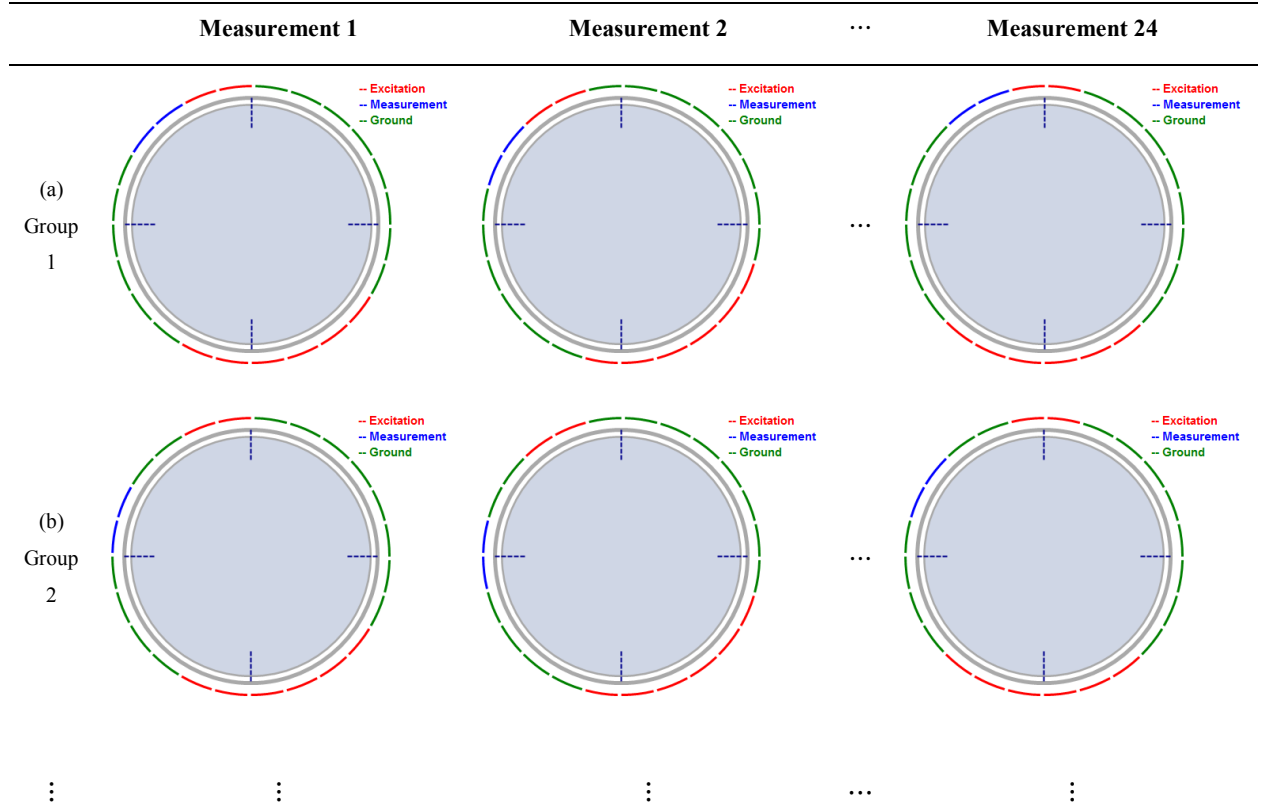 Measurement 1 Measurement 2 ... Measurement 24
-- Excitation
-- Measurement
-- Ground
-- Excitation
-- Measurement
-- Ground
-- Excitation
-- Measurement
-- Ground
(a)
Group
1
...
-- Excitation
-- Measurement
-- Ground
-- Excitation
-- Measurement
-- Ground
-- Excitation
-- Measurement
-- Ground
(b)
Group
2
...
⋮ ⋮ ⋮ ... ⋮